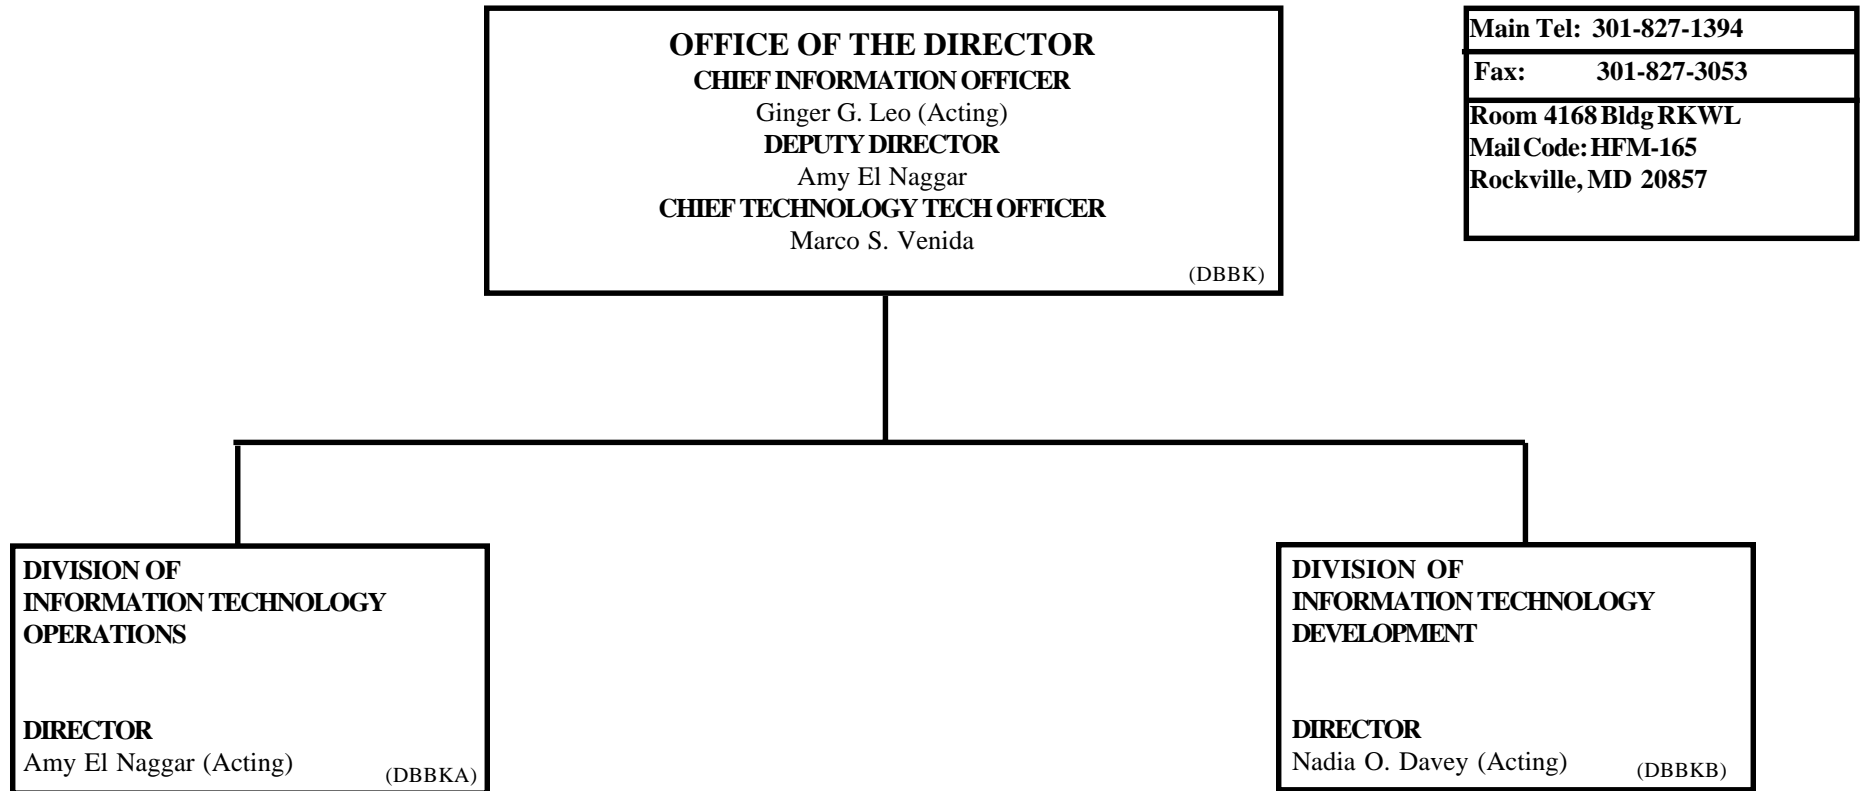 OFFICE OF THE DIRECTOR
CHIEF INFORMATION OFFICER
Ginger G. Leo (Acting)
DEPUTY DIRECTOR
Amy El Naggar
CHIEF TECHNOLOGY TECH OFFICER
Marco S. Venida
(DBBK)
Main Tel: 301-827-1394
Fax: 301-827-3053
Room 4168 Bldg RKWL
Mail Code: HFM-165
Rockville, MD 20857
DIVISION OF
INFORMATION TECHNOLOGY
OPERATIONS
DIRECTOR
Amy El Naggar (Acting)
(DBBKA)
DIVISION OF
INFORMATION TECHNOLOGY
DEVELOPMENT
DIRECTOR
Nadia O. Davey (Acting)
(DBBKB)